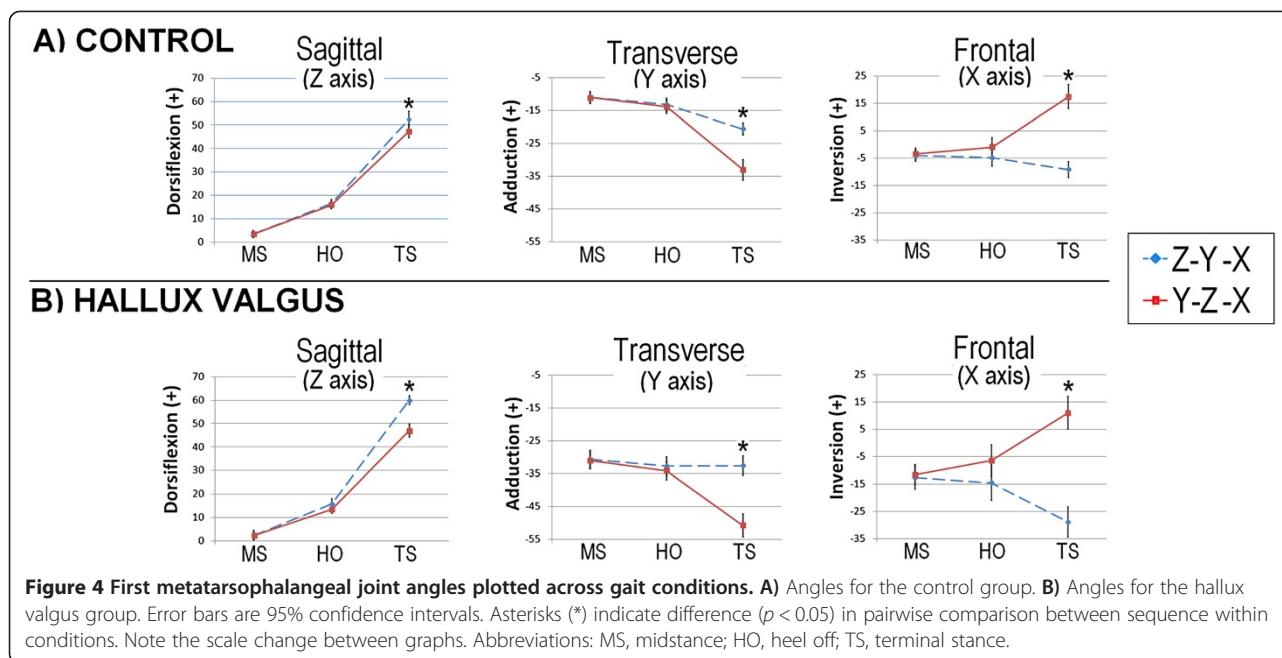 A) CONTROL
Sagittal
(Z axis)
Dorsiflexion (+)
70
60
50
40
30
20
10
0
MS HO TS
*
Transverse
(Y axis)
Adduction (+)
-5
-15
-25
-35
-45
-55
MS HO TS
*
Frontal
(X axis)
Inversion (+)
25
15
5
-5
-15
-25
-35
MS HO TS
*
Z-Y-X
Y-Z-X
B) HALLUX VALGUS
Sagittal
(Z axis)
Dorsiflexion (+)
70
60
50
40
30
20
10
0
MS HO TS
*
Transverse
(Y axis)
Adduction (+)
-5
-15
-25
-35
-45
-55
MS HO TS
*
Frontal
(X axis)
Inversion (+)
25
15
5
-5
-15
-25
-35
MS HO TS
*
Figure 4 First metatarsophalangeal joint angles plotted across gait conditions. A) Angles for the control group. B) Angles for the hallux
valgus group. Error bars are 95% confidence intervals. Asterisks (*) indicate difference (p < 0.05) in pairwise comparison between sequence within
conditions. Note the scale change between graphs. Abbreviations: MS, midstance; HO, heel off; TS, terminal stance.